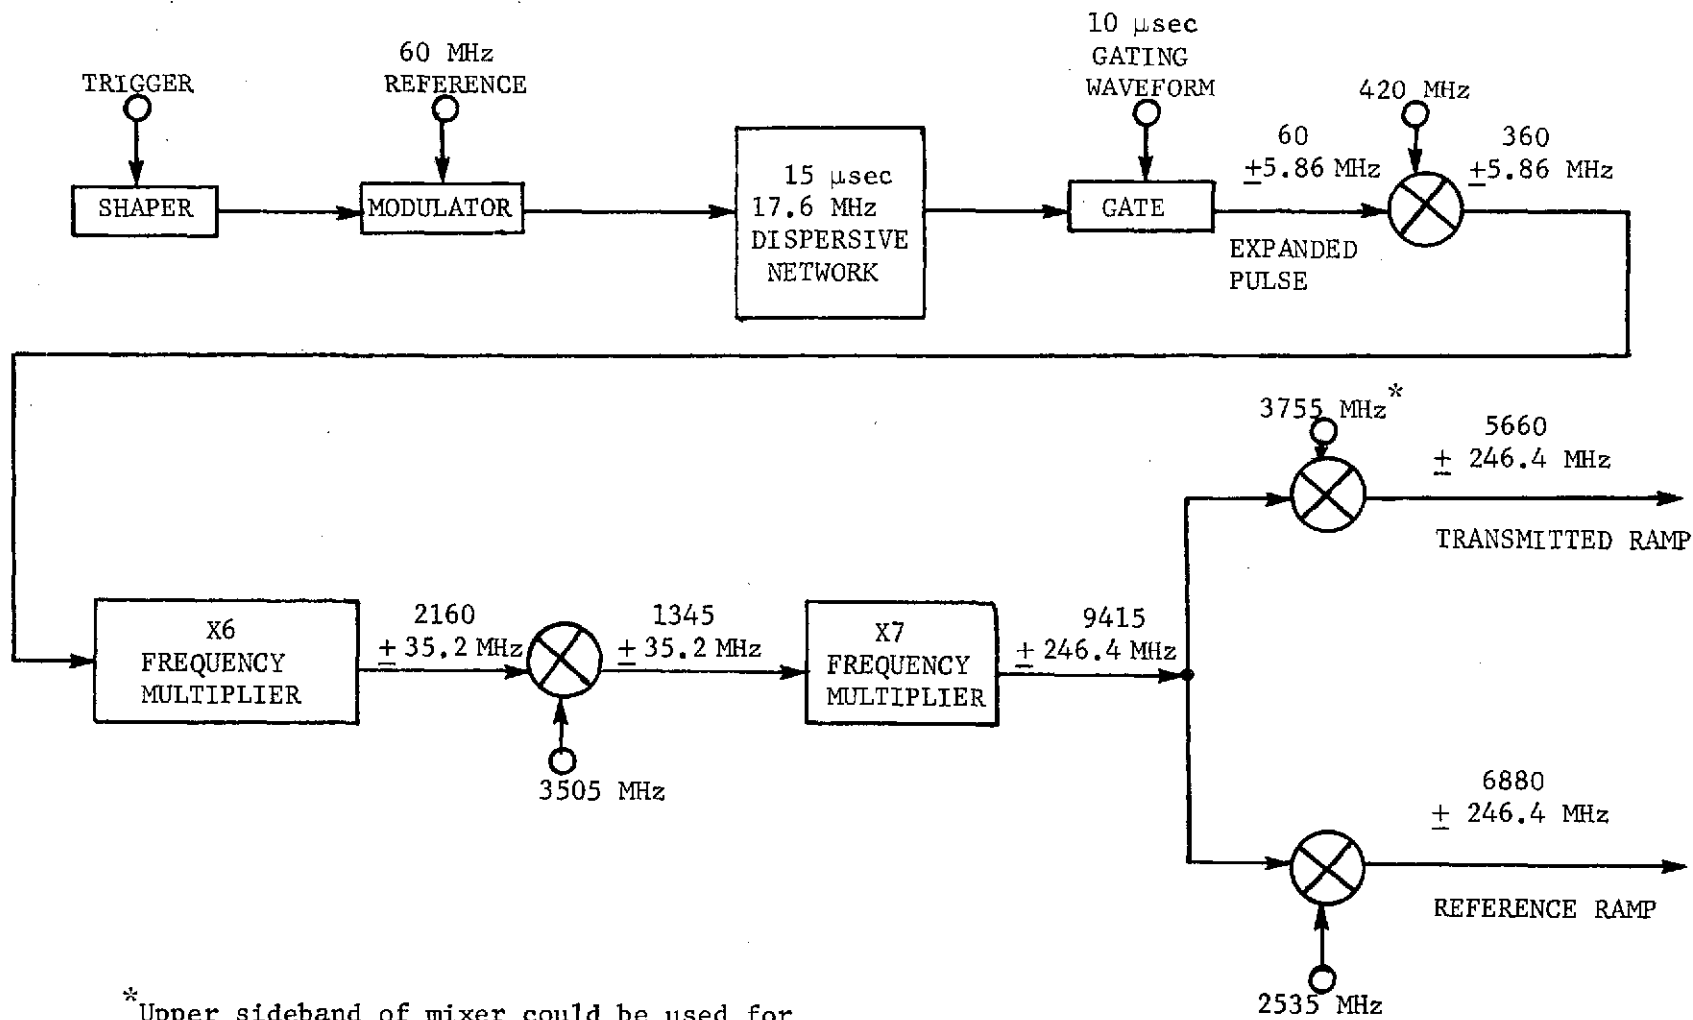 TRIGGER
60 MHz
REFERENCE
10 μsec
GATING
WAVEFORM
420 MHz
SHAPER
MODULATOR
15 μsec
17.6 MHz
DISPERSIVE
NETWORK
GATE
60
±5.86 MHz
EXPANDED
PULSE
360
±5.86 MHz
X6
FREQUENCY
MULTIPLIER
2160
± 35.2 MHz
3505 MHz
1345
± 35.2 MHz
X7
FREQUENCY
MULTIPLIER
9415
± 246.4 MHz
3755 MHz*
5660
± 246.4 MHz
TRANSMITTED RAMP
6880
± 246.4 MHz
REFERENCE RAMP
2535 MHz
*Upper sideband of mixer could be used for